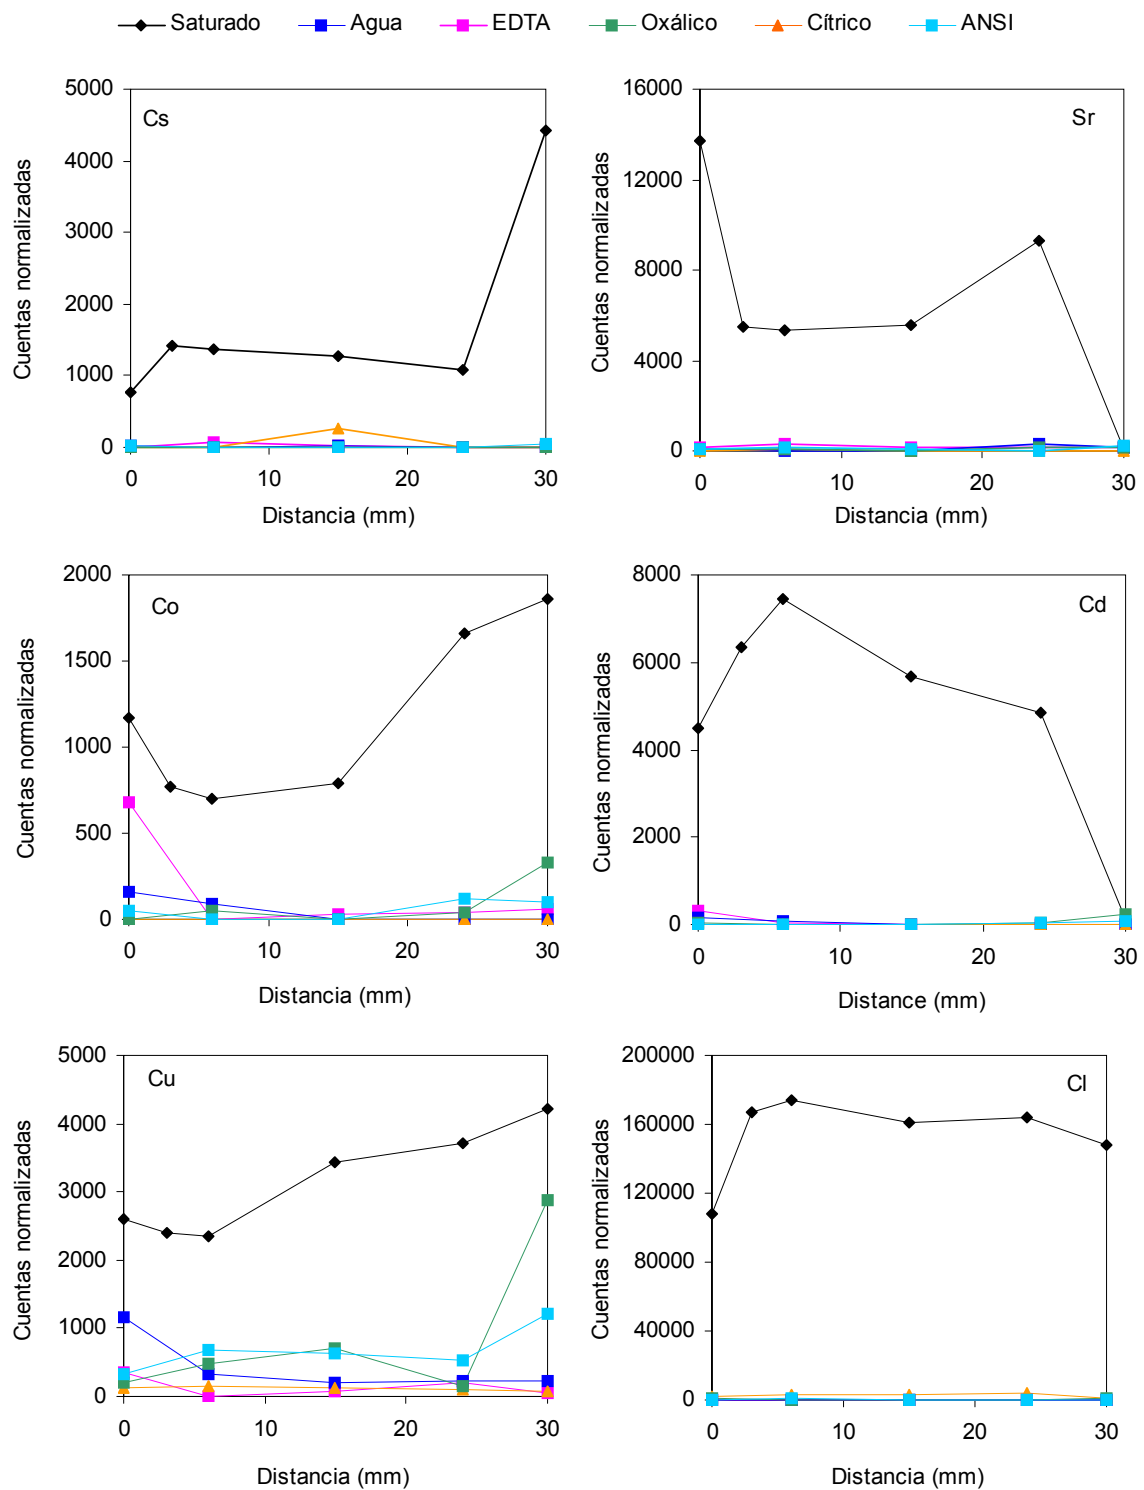 Saturado Agua EDTA Oxálico Cítrico ANSI
5000
4000
3000
2000
1000
0
Cs
Cuentas normalizadas
0 10 20 30
Distancia (mm)
16000
12000
8000
4000
0
Sr
Cuentas normalizadas
0 10 20 30
Distancia (mm)
2000
1500
1000
500
0
Co
Cuentas normalizadas
0 10 20 30
Distancia (mm)
8000
6000
4000
2000
0
Cd
Cuentas normalizadas
0 10 20 30
Distance (mm)
5000
4000
3000
2000
1000
0
Cu
Cuentas normalizadas
0 10 20 30
Distancia (mm)
200000
160000
120000
80000
40000
0
Cl
Cuentas normalizadas
0 10 20 30
Distancia (mm)